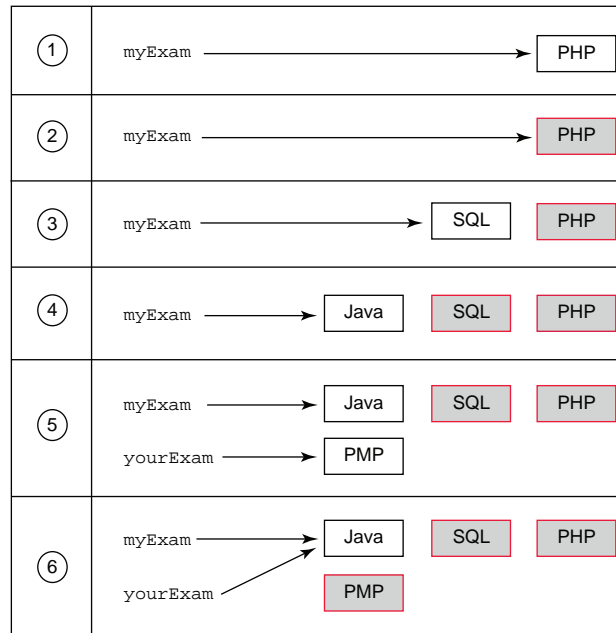 1 myExam PHP
2 myExam PHP
3 myExam SQL PHP
4 myExam Java SQL PHP
5 myExam Java SQL PHP
yourExam PMP
6 myExam Java SQL PHP
yourExam PMP